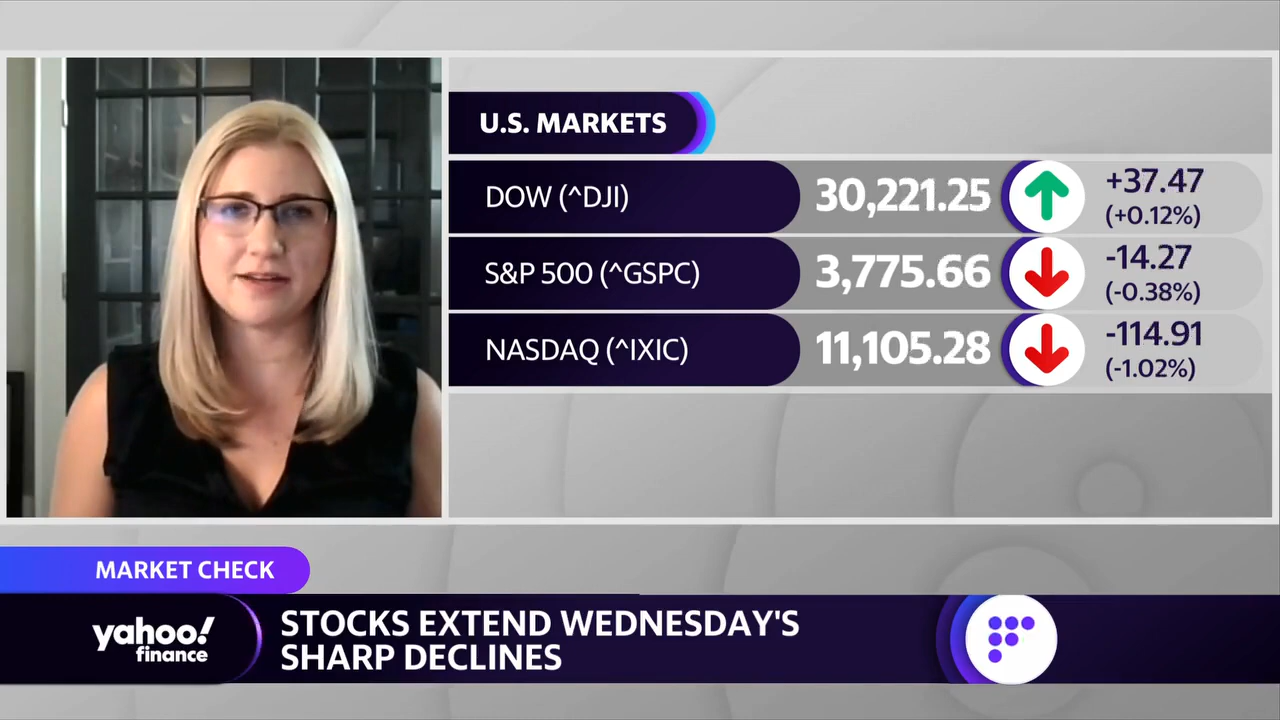 U.S. MARKETS
DOW (^DJI) 30,221.25 +37.47
(+0.12%)
S&P 500 (^GSPC) 3,775.66 -14.27
(-0.38%)
NASDAQ (^IXIC) 11,105.28 -114.91
(-1.02%)
MARKET CHECK
yahoo!
finance
STOCKS EXTEND WEDNESDAY'S
SHARP DECLINES